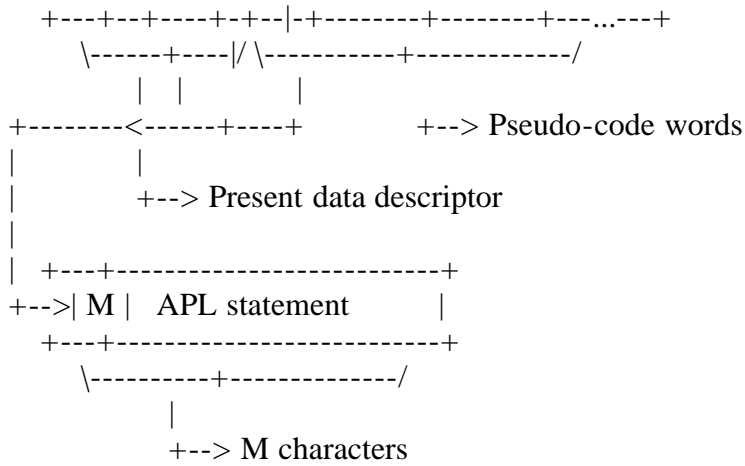 +----+--+----+-+--|-+---------+--------+---...----+
\------+----|/ \----------+-------------/
| | |
+--------<------+----+ +--> Pseudo-code words
| |
| +--> Present data descriptor
|
| +---+---------------------------+
+-->| M | APL statement |
+---+---------------------------+
\----------+--------------/
|
+--> M characters